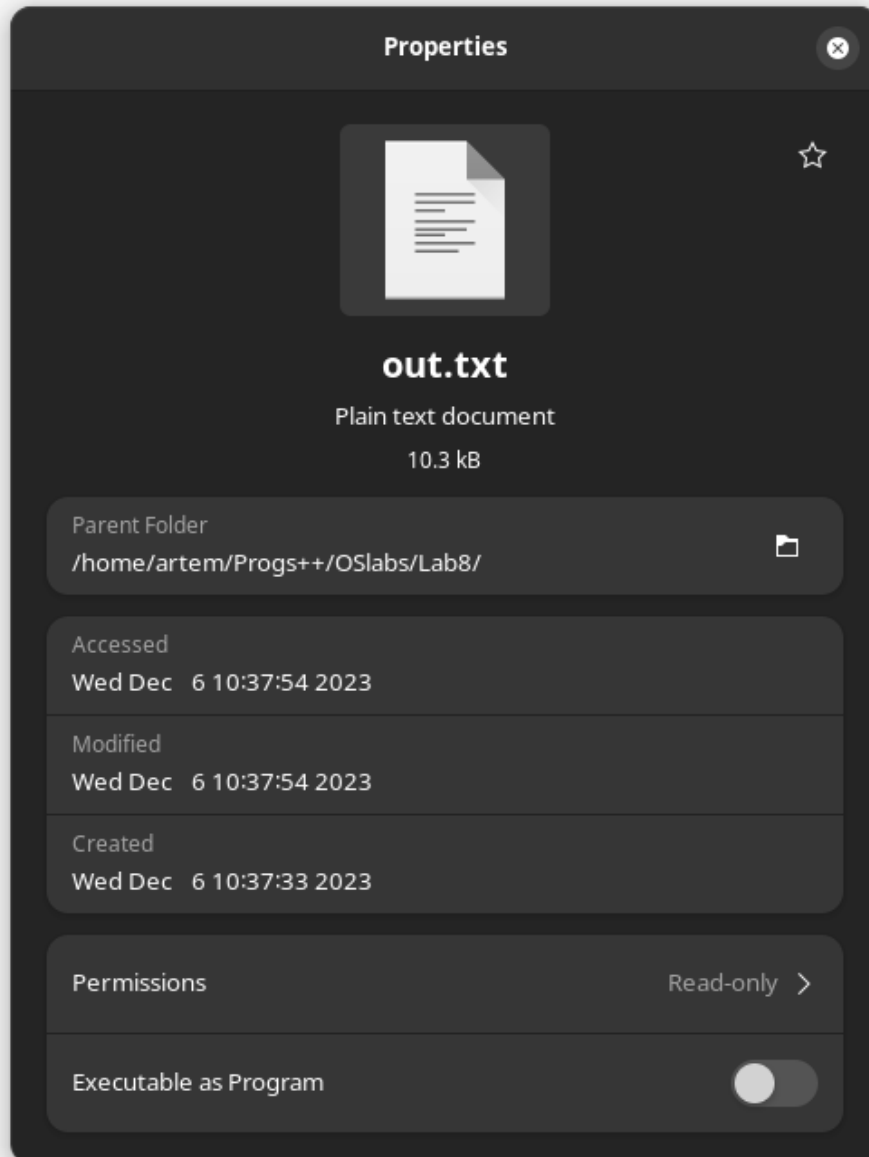 Properties
out.txt
Plain text document
10.3 kB
Parent Folder
/home/artem/Progs++/OSlabs/Lab8/
Accessed
Wed Dec   6 10:37:54 2023
Modified
Wed Dec   6 10:37:54 2023
Created
Wed Dec   6 10:37:33 2023
Permissions Read-only
Executable as Program